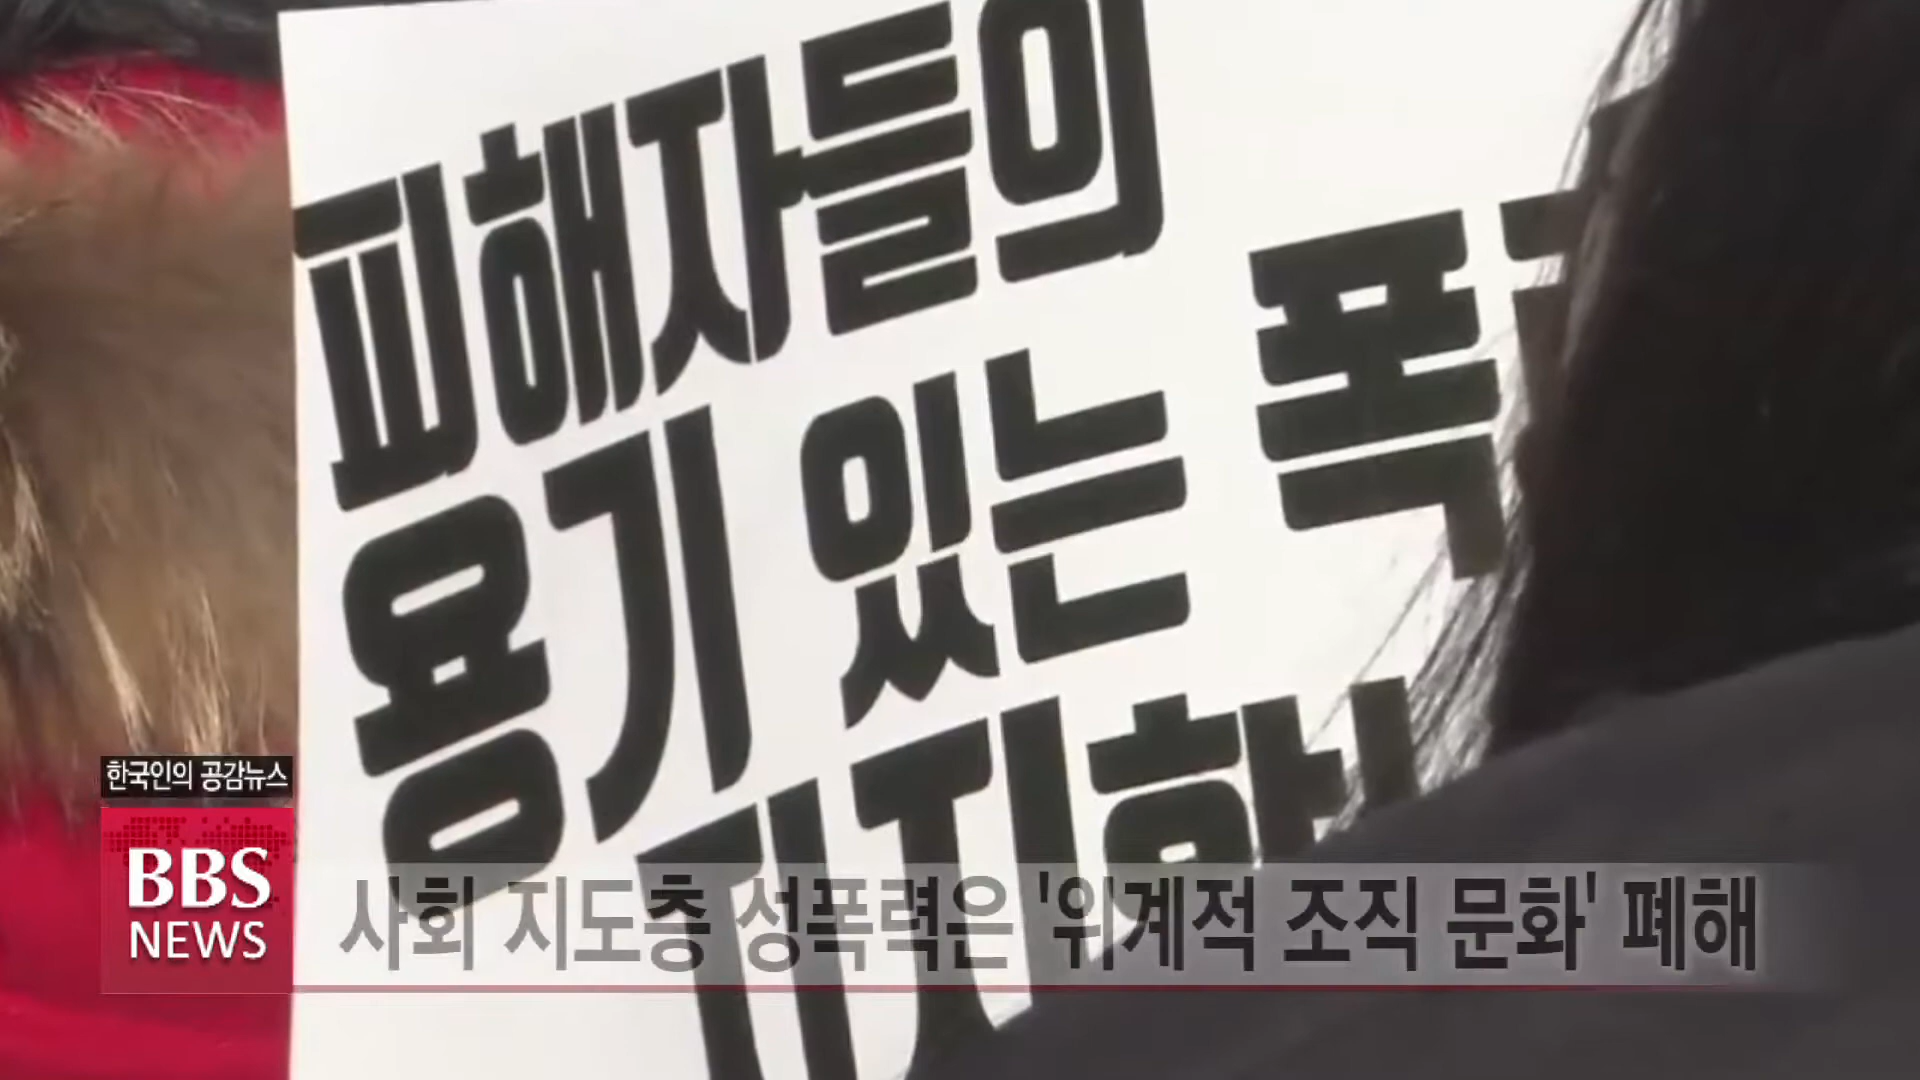 피해자들의
용기 있는
한국인의 공감뉴스
BBS
NEWS
사회 지도층 성폭력은 '위계적 조직 문화' 폐해